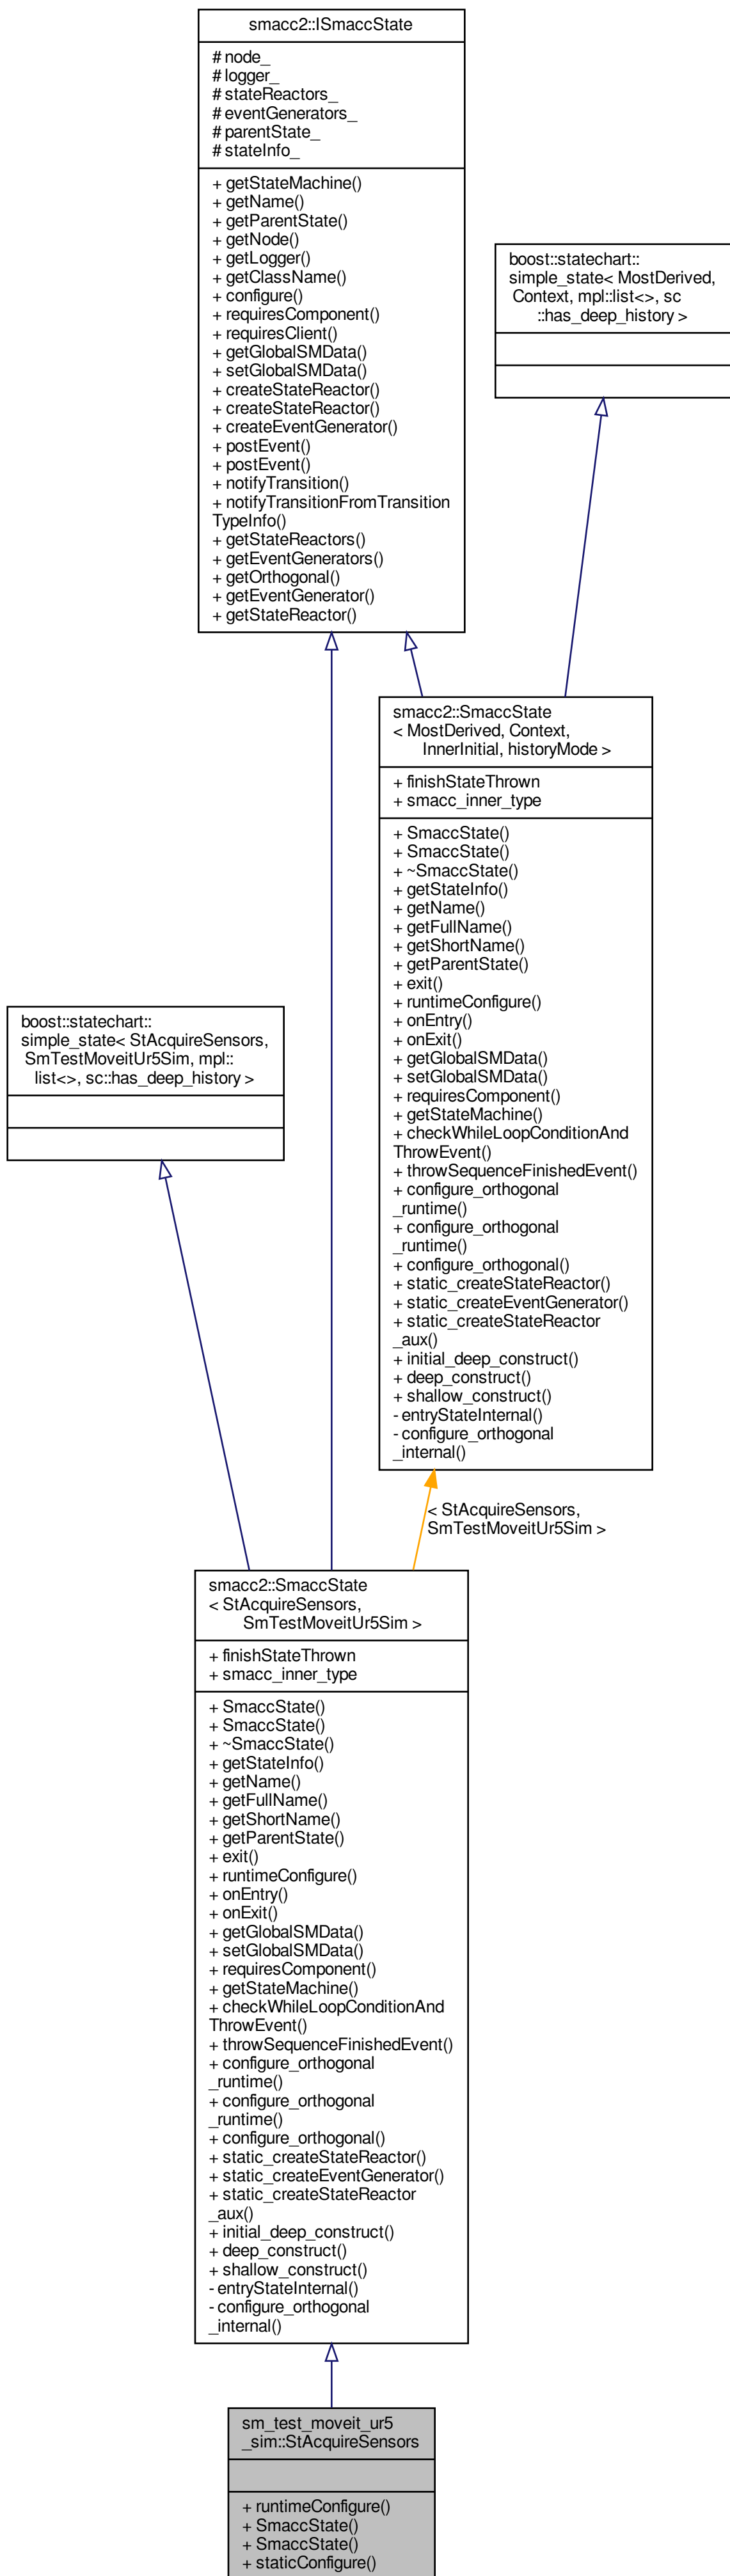 smacc2::ISmaccState
# node_
# logger_
# stateReactors_
# eventGenerators_
# parentState_
# stateInfo_
+ getStateMachine()
+ getName()
+ getParentState()
+ getNode()
+ getLogger()
+ getClassName()
+ configure()
+ requiresComponent()
+ requiresClient()
+ getGlobalSMData()
+ setGlobalSMData()
+ createStateReactor()
+ createStateReactor()
+ createEventGenerator()
+ postEvent()
+ postEvent()
+ notifyTransition()
+ notifyTransitionFromTransition
TypeInfo()
+ getStateReactors()
+ getEventGenerators()
+ getOrthogonal()
+ getEventGenerator()
+ getStateReactor()
boost::statechart::
simple_state< MostDerived,
Context, mpl::list<>, sc
::has_deep_history >
smacc2::SmaccState
< MostDerived, Context,
InnerInitial, historyMode >
+ finishStateThrown
+ smacc_inner_type
+ SmaccState()
+ SmaccState()
+ ~SmaccState()
+ getStateInfo()
+ getName()
+ getFullName()
+ getShortName()
+ getParentState()
+ exit()
+ runtimeConfigure()
+ onEntry()
+ onExit()
+ getGlobalSMData()
+ setGlobalSMData()
+ requiresComponent()
+ getStateMachine()
+ checkWhileLoopConditionAnd
ThrowEvent()
+ throwSequenceFinishedEvent()
+ configure_orthogonal
_runtime()
+ configure_orthogonal
_runtime()
+ configure_orthogonal()
+ static_createStateReactor()
+ static_createEventGenerator()
+ static_createStateReactor
_aux()
+ initial_deep_construct()
+ deep_construct()
+ shallow_construct()
- entryStateInternal()
- configure_orthogonal
_internal()
boost::statechart::
simple_state< StAcquireSensors,
SmTestMoveitUr5Sim, mpl::
list<>, sc::has_deep_history >
< StAcquireSensors,
SmTestMoveitUr5Sim >
smacc2::SmaccState
< StAcquireSensors,
SmTestMoveitUr5Sim >
+ finishStateThrown
+ smacc_inner_type
+ SmaccState()
+ SmaccState()
+ ~SmaccState()
+ getStateInfo()
+ getName()
+ getFullName()
+ getShortName()
+ getParentState()
+ exit()
+ runtimeConfigure()
+ onEntry()
+ onExit()
+ getGlobalSMData()
+ setGlobalSMData()
+ requiresComponent()
+ getStateMachine()
+ checkWhileLoopConditionAnd
ThrowEvent()
+ throwSequenceFinishedEvent()
+ configure_orthogonal
_runtime()
+ configure_orthogonal
_runtime()
+ configure_orthogonal()
+ static_createStateReactor()
+ static_createEventGenerator()
+ static_createStateReactor
_aux()
+ initial_deep_construct()
+ deep_construct()
+ shallow_construct()
- entryStateInternal()
- configure_orthogonal
_internal()
sm_test_moveit_ur5
_sim::StAcquireSensors
+ runtimeConfigure()
+ SmaccState()
+ SmaccState()
+ staticConfigure()